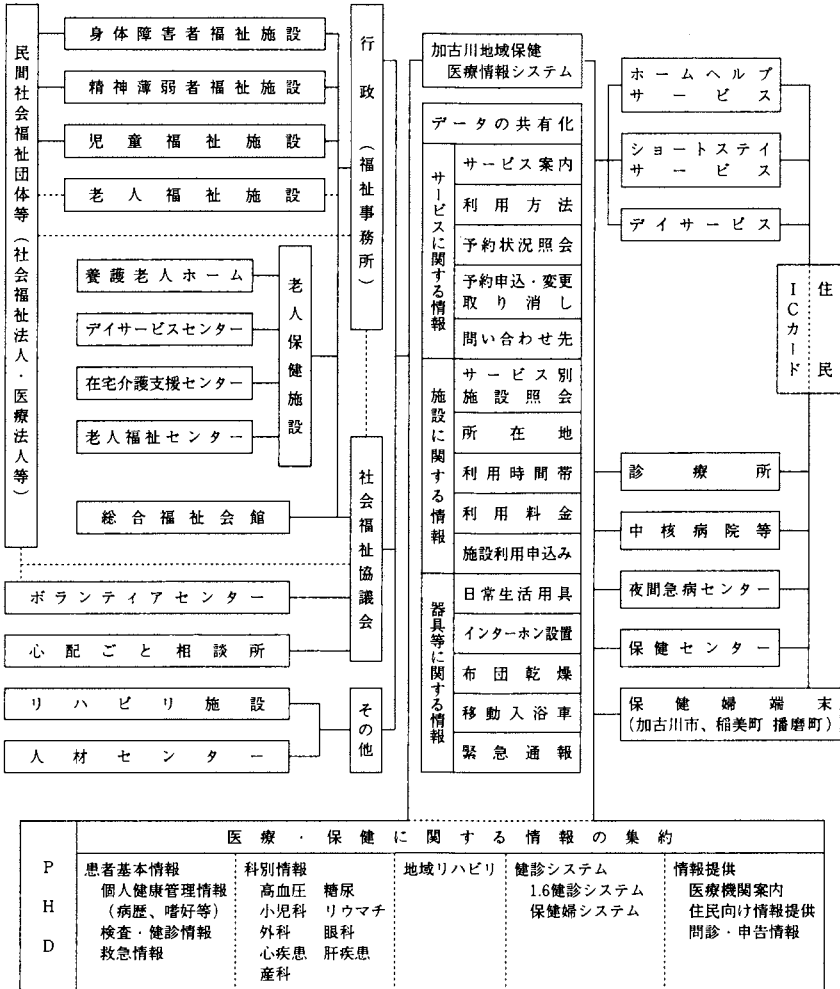 民間社会福祉団体等（社会福祉法人・医療法人等）
身体障害者福祉施設
精神薄弱者福祉施設
児童福祉施設
老人福祉施設
養護老人ホーム
デイサービスセンター
在宅介護支援センター
老人福祉センター
老人保健施設
総合福祉会館
ボランティアセンター
心配ごと相談所
リハビリ施設
人材センター
行政（福祉事務所）
社会福祉協議会
その他
加古川地域保健
医療情報システム
データの共有化
サービスに関する情報
サービス案内
利用方法
予約状況照会
予約申込・変更
取り消し
問い合わせ先
施設に関する情報
サービス別
施設照会
所在地
利用時間帯
利用料金
施設利用申込み
器具等に関する情報
日常生活用具
インターホン設置
布団乾燥
移動入浴車
緊急通報
ホームヘルプ
サービス
ショートステイ
サービス
デイサービス
ICカード
住民
診療所
中核病院等
夜間急病センター
保健センター
保健婦端末
(加古川市、稲美町 播磨町)
PHD
医療・保健に関する情報の集約
患者基本情報
個人健康管理情報
（病歴、嗜好等）
検査・健診情報
救急情報
科別情報
高血圧 糖尿
小児科 リウマチ
外科 眼科
心疾患 肝疾患
産科
地域リハビリ
健診システム
1.6健診システム
保健婦システム
情報提供
医療機関案内
住民向け情報提供
問診・申告情報